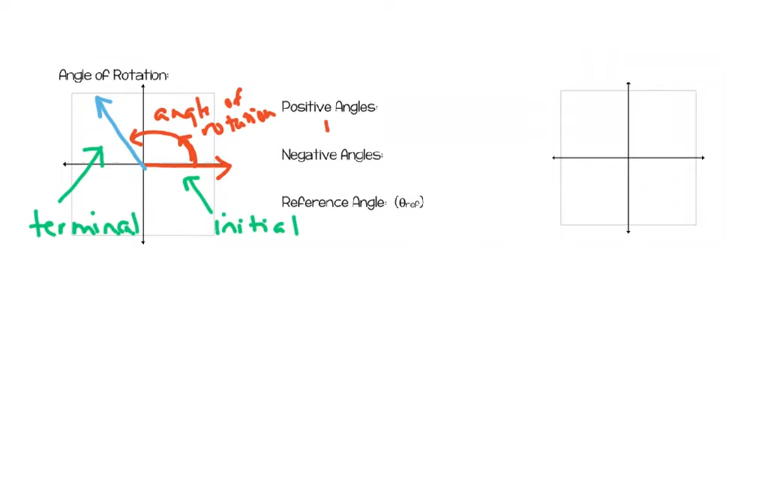 Angle of Rotation:
angle of
rotation
terminal
initial
Positive Angles:
Negative Angles:
Reference Angle: (θref)